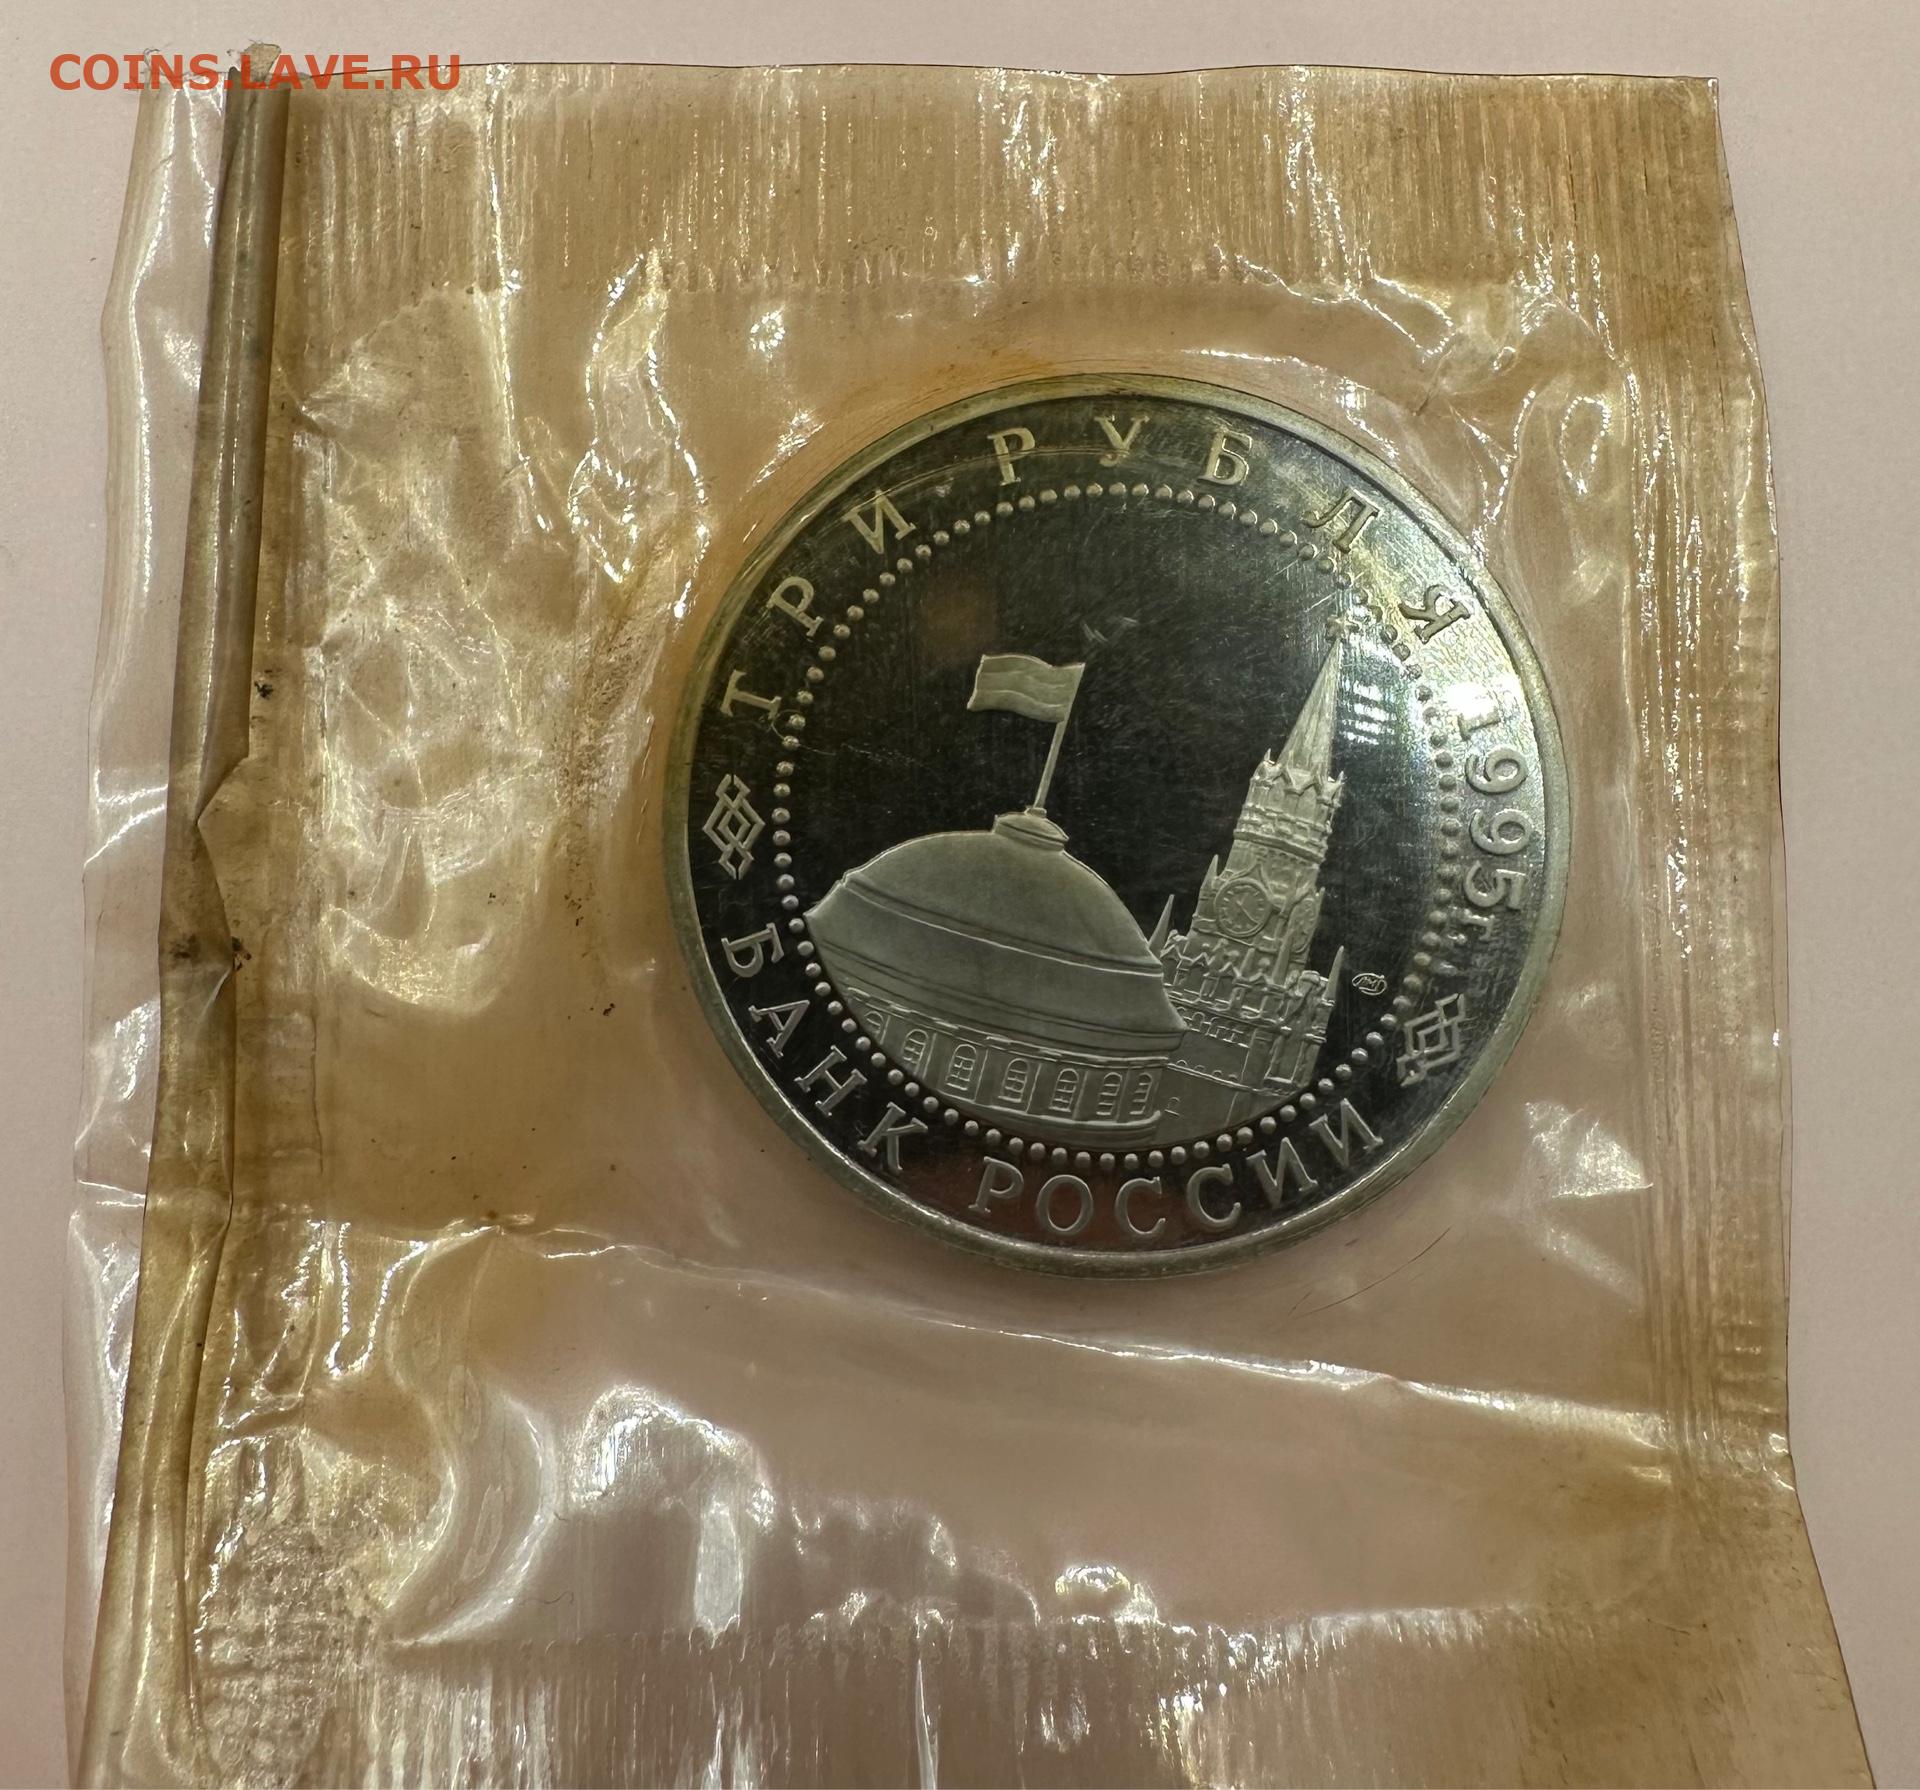 COINS.LAVE.RU
ТРИ РУБЛЯ 1995г.
БАНК РОССИИ